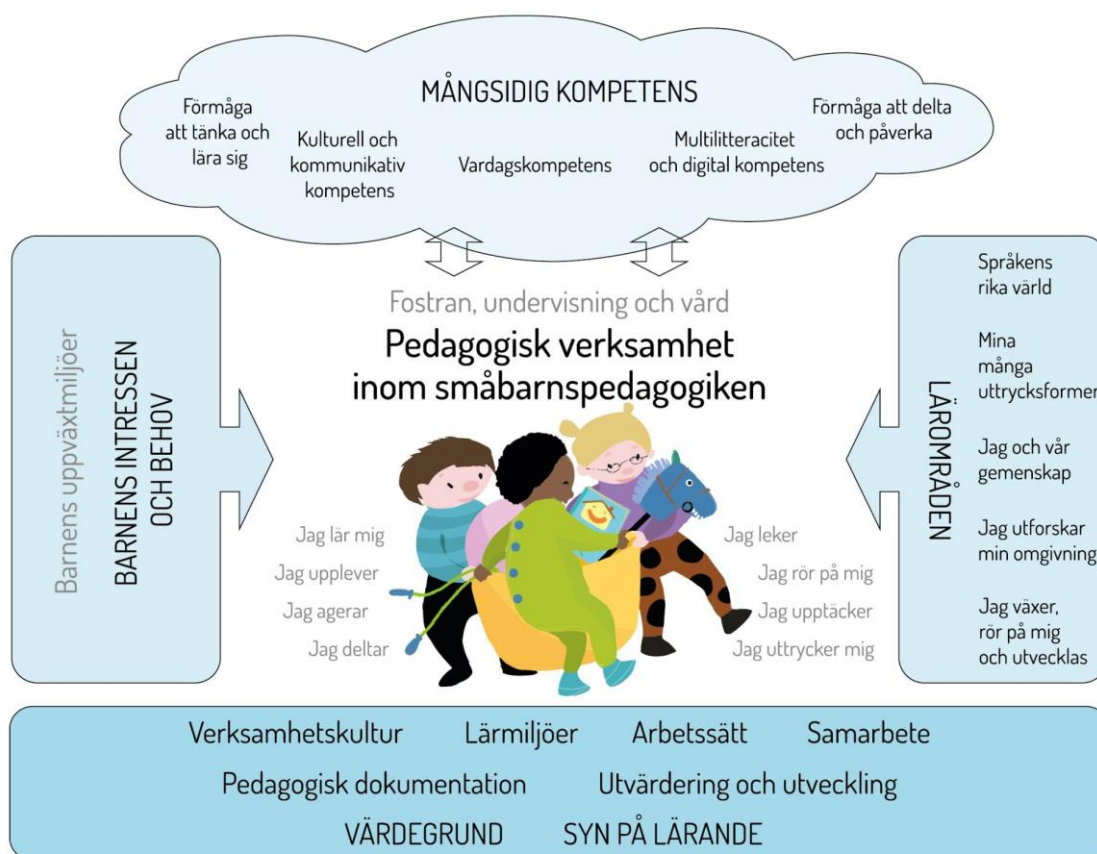 MÅNGSIDIG KOMPETENS
Förmåga
att tänka och
lära sig
Kulturell och
kommunikativ
kompetens
Vardagskompetens
Multilitteracitet
och digital kompetens
Förmåga att delta
och påverka
Barnens uppväxtmiljöer
BARNENS INTRESSEN
OCH BEHOV
Fostran, undervisning och vård
Pedagogisk verksamhet
inom småbarnspedagogiken
Jag lär mig
Jag upplever
Jag agerar
Jag deltar
Jag leker
Jag rör på mig
Jag upptäcker
Jag uttrycker mig
LÄROMRÅDEN
Språkens
rika värld
Mina
många
uttrycksformer
Jag och vår
gemenskap
Jag utforskar
min omgivning
Jag växer,
rör på mig
och utvecklas
Verksamhetskultur Lärmiljöer Arbetssätt Samarbete
Pedagogisk dokumentation Utvärdering och utveckling
VÄRDEGRUND SYN PÅ LÄRANDE